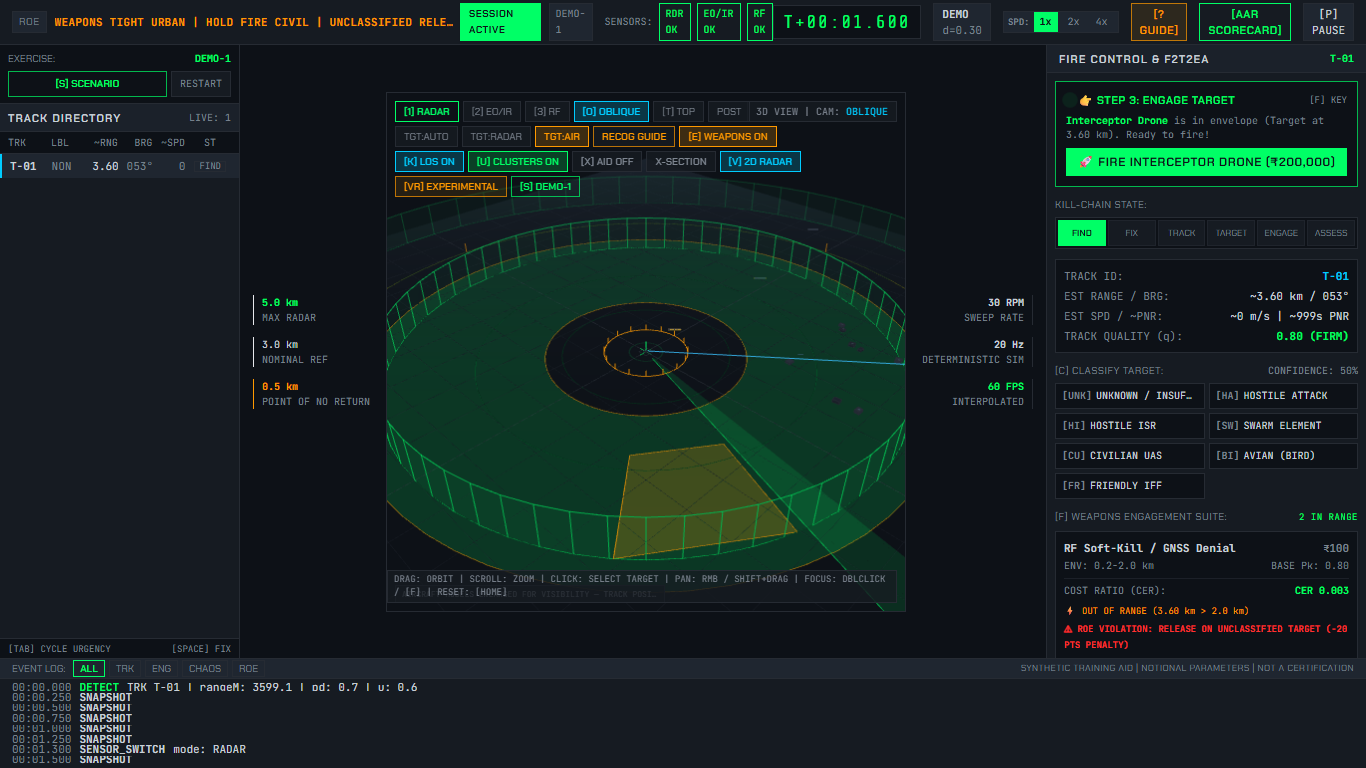 ROE
WEAPONS TIGHT URBAN | HOLD FIRE CIVIL | UNCLASSIFIED RELE…
SESSION ACTIVE
DEMO-1
SENSORS:
RDR OK
EO/IR OK
RF OK
T+00:01.600
DEMO
d=0.30
SPD: 1x 2x 4x
[? GUIDE]
[AAR SCORECARD]
[P] PAUSE
EXERCISE: DEMO-1
[S] SCENARIO RESTART
TRACK DIRECTORY LIVE: 1
TRK LBL ~RNG BRG ~SPD ST
T-01 NON 3.60 053° 0 FIND
[TAB] CYCLE URGENCY [SPACE] FIX
[1] RADAR [2] EO/IR [3] RF [O] OBLIQUE [T] TOP POST 3D VIEW | CAM: OBLIQUE
TGT:AUTO TGT:RADAR TGT:AIR RECOG GUIDE [E] WEAPONS ON
[K] LOS ON [U] CLUSTERS ON [X] AID OFF X-SECTION [V] 2D RADAR
[VR] EXPERIMENTAL [S] DEMO-1
5.0 km
MAX RADAR
3.0 km
NOMINAL REF
0.5 km
POINT OF NO RETURN
30 RPM
SWEEP RATE
20 Hz
DETERMINISTIC SIM
60 FPS
INTERPOLATED
DRAG: ORBIT | SCROLL: ZOOM | CLICK: SELECT TARGET | PAN: RMB / SHIFT+DRAG | FOCUS: DBLCLICK
/ [F] | RESET: [HOME]
FIRE CONTROL & F2T2EA T-01
👉 STEP 3: ENGAGE TARGET [F] KEY
Interceptor Drone is in envelope (Target at
3.60 km). Ready to fire!
🚀 FIRE INTERCEPTOR DRONE [₹200,000]
KILL-CHAIN STATE:
FIND FIX TRACK TARGET ENGAGE ASSESS
TRACK ID: T-01
EST RANGE / BRG: ~3.60 km / 053°
EST SPD / ~PNR: ~0 m/s | ~999s PNR
TRACK QUALITY (q): 0.80 (FIRM)
[C] CLASSIFY TARGET: CONFIDENCE: 50%
[UNK] UNKNOWN / INSUF… [HA] HOSTILE ATTACK
[HI] HOSTILE ISR [SW] SWARM ELEMENT
[CU] CIVILIAN UAS [BI] AVIAN (BIRD)
[FR] FRIENDLY IFF
[F] WEAPONS ENGAGEMENT SUITE: 2 IN RANGE
RF Soft-Kill / GNSS Denial ₹100
ENV: 0.2-2.0 km BASE Pk: 0.80
COST RATIO (CER): CER 0.003
⚡ OUT OF RANGE (3.60 km > 2.0 km)
⚠ ROE VIOLATION: RELEASE ON UNCLASSIFIED TARGET (-20
PTS PENALTY)
EVENT LOG: ALL TRK ENG CHAOS ROE
SYNTHETIC TRAINING AID | NOTIONAL PARAMETERS | NOT A CERTIFICATION
00:00.000 DETECT TRK T-01 | rangeM: 3599.1 | pd: 0.7 | u: 0.6
00:00.250 SNAPSHOT
00:00.500 SNAPSHOT
00:00.750 SNAPSHOT
00:01.000 SNAPSHOT
00:01.250 SNAPSHOT
00:01.300 SENSOR_SWITCH mode: RADAR
00:01.500 SNAPSHOT